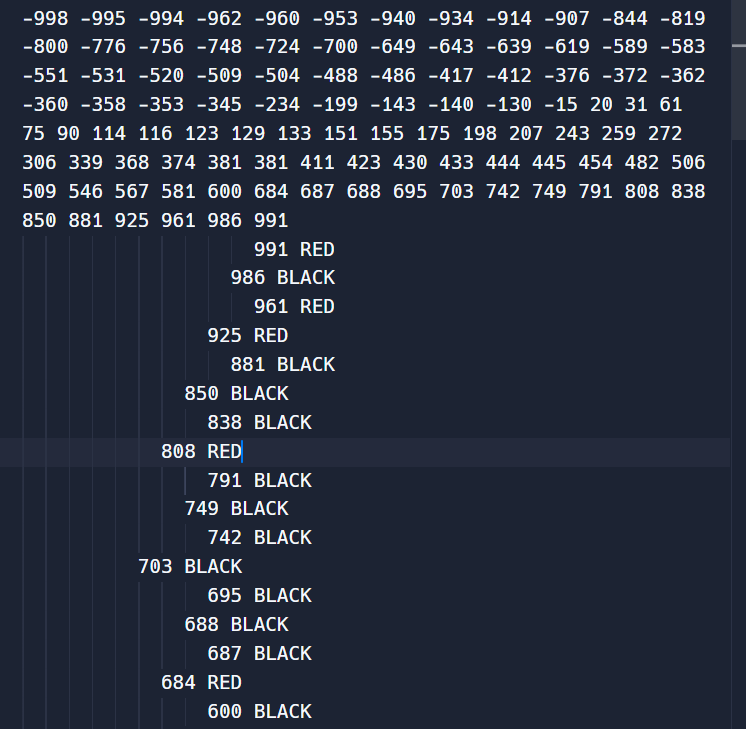 -998 -995 -994 -962 -960 -953 -940 -934 -914 -907 -844 -819
-800 -776 -756 -748 -724 -700 -649 -643 -639 -619 -589 -583
-551 -531 -520 -509 -504 -488 -486 -417 -412 -376 -372 -362
-360 -358 -353 -345 -234 -199 -143 -140 -130 -15 20 31 61
75 90 114 116 123 129 133 151 155 175 198 207 243 259 272
306 339 368 374 381 381 411 423 430 433 444 445 454 482 506
509 546 567 581 600 684 687 688 695 703 742 749 791 808 838
850 881 925 961 986 991
991 RED
986 BLACK
961 RED
925 RED
881 BLACK
850 BLACK
838 BLACK
808 RED
791 BLACK
749 BLACK
742 BLACK
703 BLACK
695 BLACK
688 BLACK
687 BLACK
684 RED
600 BLACK